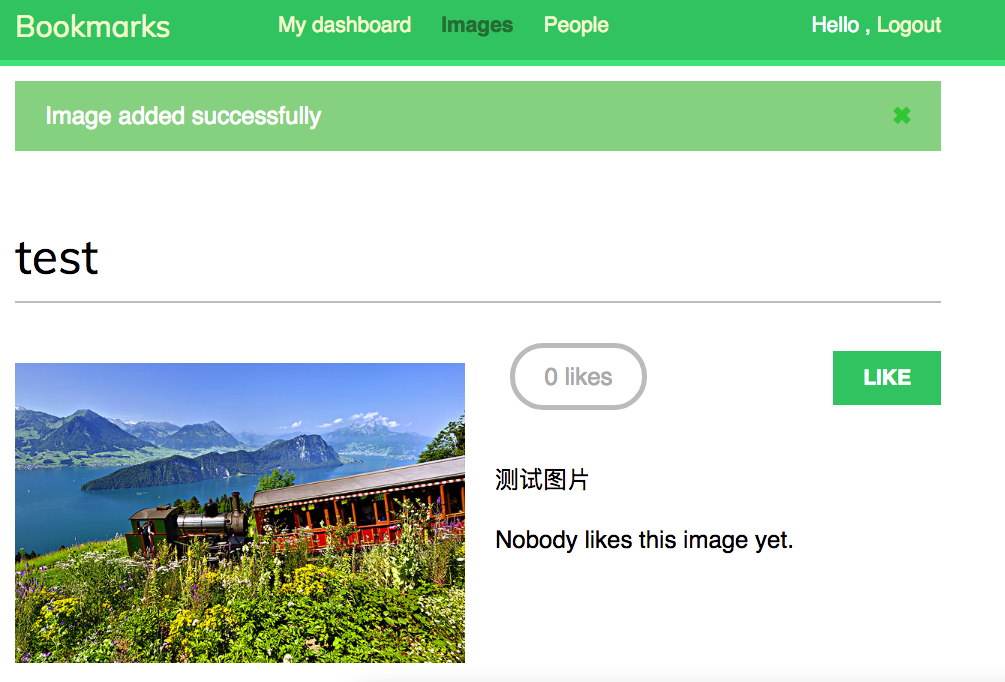 Bookmarks My dashboard Images People Hello , Logout
Image added successfully ✖
test
0 likes LIKE
测试图片
Nobody likes this image yet.